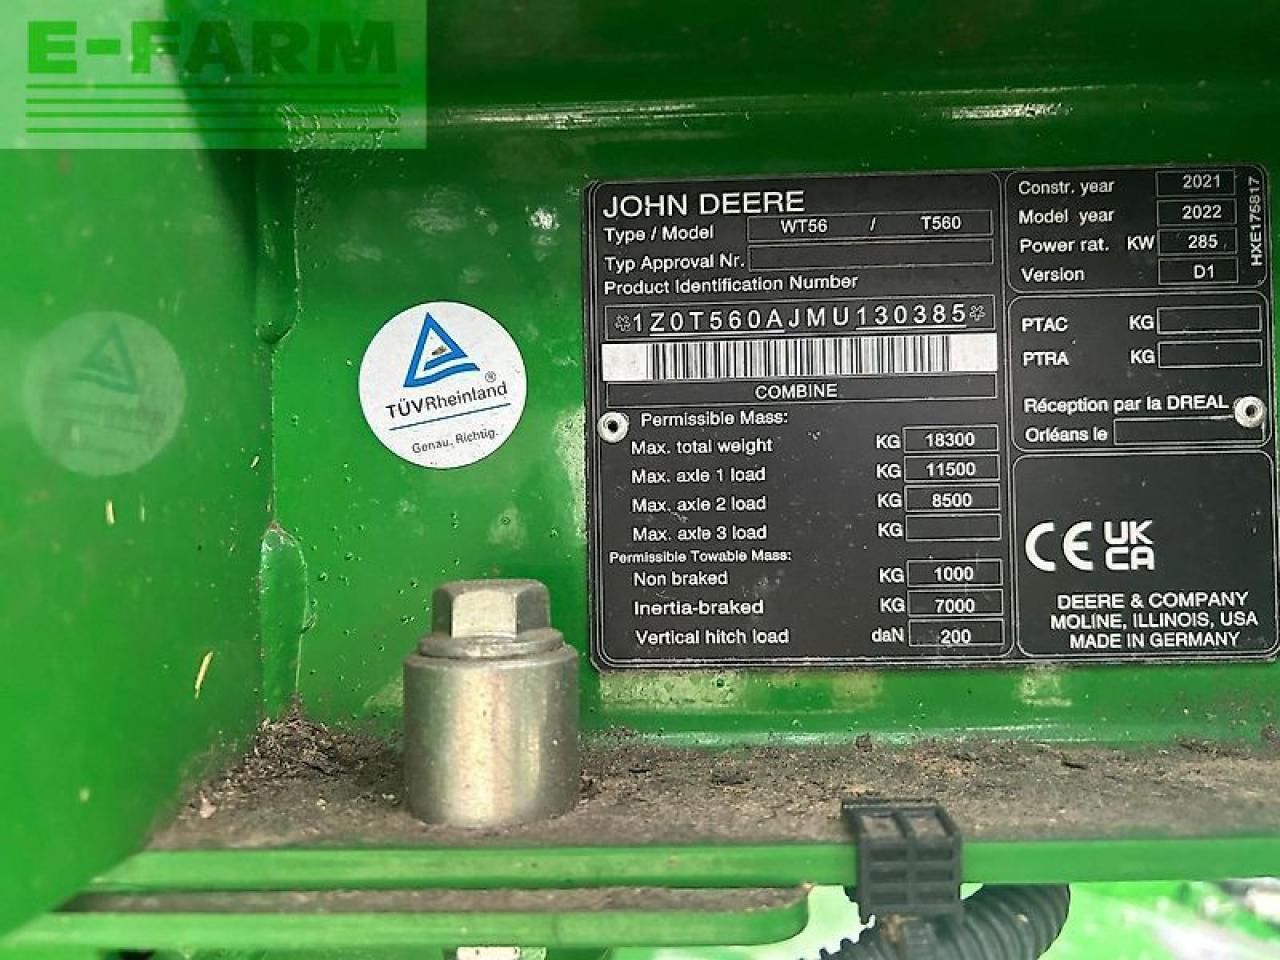 E-FARM
TÜVRheinland®
Genau. Richtig.
JOHN DEERE
Type / Model WT56 / T560
Typ Approval Nr.
Product Identification Number
*1Z0T560AJMU130385*
COMBINE
Permissible Mass:
Max. total weight KG 18300
Max. axle 1 load KG 11500
Max. axle 2 load KG 8500
Max. axle 3 load KG
Permissible Towable Mass:
Non braked KG 1000
Inertia-braked KG 7000
Vertical hitch load daN 200
Constr. year 2021
Model year 2022
Power rat. KW 285
Version D1
HXE175817
PTAC KG
PTRA KG
Réception par la DREAL
Orléans le
CE UK
CA
DEERE & COMPANY
MOLINE, ILLINOIS, USA
MADE IN GERMANY